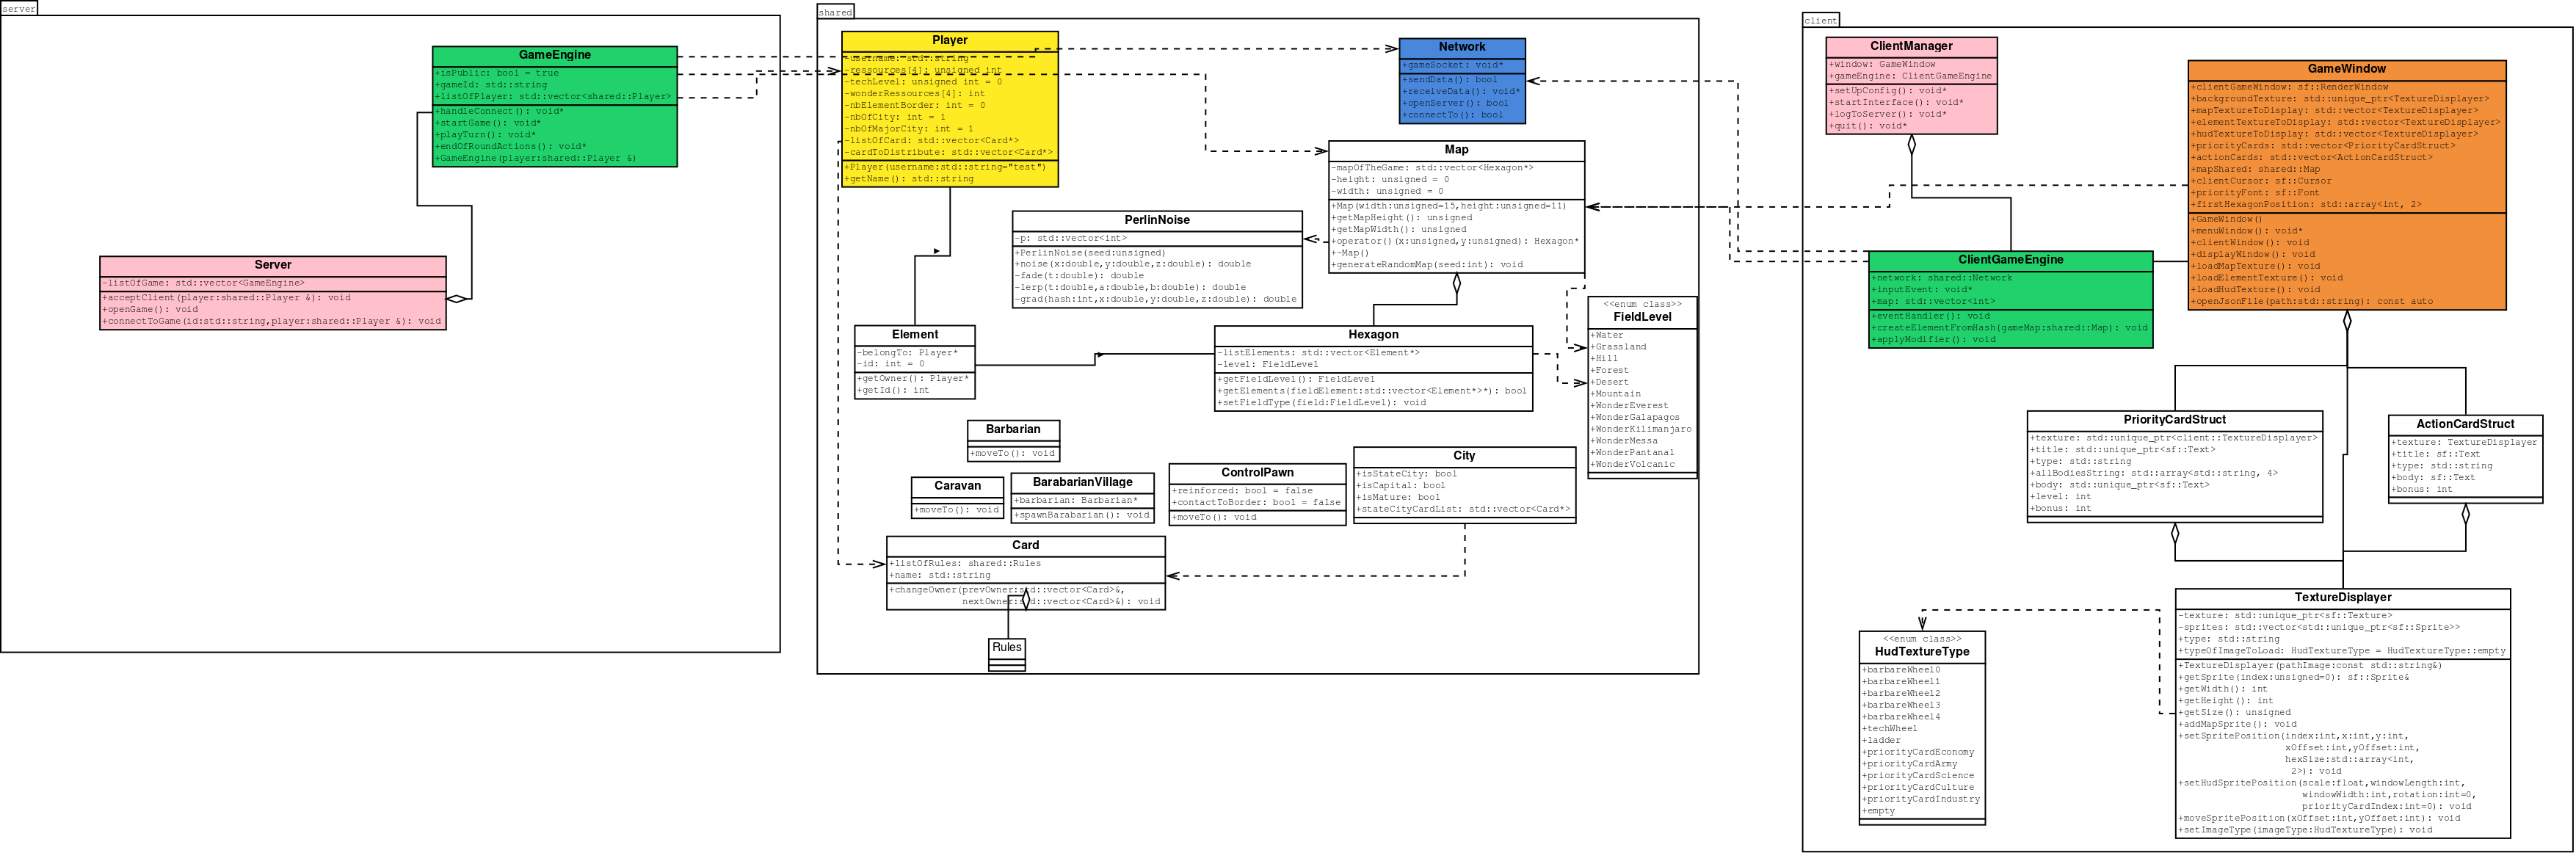 server
GameEngine
+isPublic: bool = true
+gameId: std::string
+listOfPlayer: std::vector<shared::Player>
+handleConnect(): void*
+startGame(): void*
+playTurn(): void*
+endOfRoundActions(): void*
+GameEngine(player:shared::Player &)
Server
-listOfGame: std::vector<GameEngine>
+acceptClient(player:shared::Player &): void
+openGame(): void
+connectToGame(id:std::string,player:shared::Player &): void
shared
Player
-username: std::string
-ressources[4]: unsigned int
-techLevel: unsigned int = 0
-wonderRessources[4]: int
-nbElementBorder: int = 0
-nbOfCity: int = 1
-nbOfMajorCity: int = 1
-listOfCard: std::vector<Card*>
-cardToDistribute: std::vector<Card*>
+Player(username:std::string="test")
+getName(): std::string
Network
+gameSocket: void*
+sendData(): bool
+receiveData(): void*
+openServer(): bool
+connectTo(): bool
Map
-mapOfTheGame: std::vector<Hexagon*>
-height: unsigned = 0
-width: unsigned = 0
+Map(width:unsigned=15,height:unsigned=11)
+getMapHeight(): unsigned
+getMapWidth(): unsigned
+operator()(x:unsigned,y:unsigned): Hexagon*
+~Map()
+generateRandomMap(seed:int): void
PerlinNoise
-p: std::vector<int>
+PerlinNoise(seed:unsigned)
+noise(x:double,y:double,z:double): double
-fade(t:double): double
-lerp(t:double,a:double,b:double): double
-grad(hash:int,x:double,y:double,z:double): double
Element
-belongTo: Player*
-id: int = 0
+getOwner(): Player*
+getId(): int
Hexagon
-listElements: std::vector<Element*>
-level: FieldLevel
+getFieldLevel(): FieldLevel
+getElements(fieldElement:std::vector<Element*>*): bool
+setFieldType(field:FieldLevel): void
<<enum class>>
FieldLevel
+Water
+Grassland
+Hill
+Forest
+Desert
+Mountain
+WonderEverest
+WonderGalapagos
+WonderKilimanjaro
+WonderMessa
+WonderPantanal
+WonderVolcanic
Barbarian
+moveTo(): void
Caravan
+moveTo(): void
BarabarianVillage
+barbarian: Barbarian*
+spawnBarabarian(): void
ControlPawn
+reinforced: bool = false
+contactToBorder: bool = false
+moveTo(): void
City
+isStateCity: bool
+isCapital: bool
+isMature: bool
+stateCityCardList: std::vector<Card*>
Card
+listOfRules: shared::Rules
+name: std::string
+changeOwner(prevOwner:std::vector<Card>&,
nextOwner:std::vector<Card>&): void
Rules
client
ClientManager
+window: GameWindow
+gameEngine: ClientGameEngine
+setUpConfig(): void*
+startInterface(): void*
+logToServer(): void*
+quit(): void*
GameWindow
+clientGameWindow: sf::RenderWindow
+backgroundTexture: std::unique_ptr<TextureDisplayer>
+mapTextureToDisplay: std::vector<TextureDisplayer>
+elementTextureToDisplay: std::vector<TextureDisplayer>
+hudTextureToDisplay: std::vector<TextureDisplayer>
+priorityCards: std::vector<PriorityCardStruct>
+actionCards: std::vector<ActionCardStruct>
+mapShared: shared::Map
+clientCursor: sf::Cursor
+priorityFont: sf::Font
+firstHexagonPosition: std::array<int, 2>
+GameWindow()
+menuWindow(): void*
+clientWindow(): void
+displayWindow(): void
+loadMapTexture(): void
+loadElementTexture(): void
+loadHudTexture(): void
+openJsonFile(path:std::string): const auto
ClientGameEngine
+network: shared::Network
+inputEvent: void*
+map: std::vector<int>
+eventHandler(): void
+createElementFromHash(gameMap:shared::Map): void
+applyModifier(): void
PriorityCardStruct
+texture: std::unique_ptr<client::TextureDisplayer>
+title: std::unique_ptr<sf::Text>
+type: std::string
+allBodiesString: std::array<std::string, 4>
+body: std::unique_ptr<sf::Text>
+level: int
+bonus: int
ActionCardStruct
+texture: TextureDisplayer
+title: sf::Text
+type: std::string
+body: sf::Text
+bonus: int
<<enum class>>
HudTextureType
+barbareWheel0
+barbareWheel1
+barbareWheel2
+barbareWheel3
+barbareWheel4
+techWheel
+ladder
+priorityCardEconomy
+priorityCardArmy
+priorityCardScience
+priorityCardCulture
+priorityCardIndustry
+empty
TextureDisplayer
-texture: std::unique_ptr<sf::Texture>
-sprites: std::vector<std::unique_ptr<sf::Sprite>>
+type: std::string
+typeOfImageToLoad: HudTextureType = HudTextureType::empty
+TextureDisplayer(pathImage:const std::string&)
+getSprite(index:unsigned=0): sf::Sprite&
+getWidth(): int
+getHeight(): int
+getSize(): unsigned
+addMapSprite(): void
+setSpritePosition(index:int,x:int,y:int,
xOffset:int,yOffset:int,
hexSize:std::array<int,
2>): void
+setHudSpritePosition(scale:float,windowLength:int,
windowWidth:int,rotation:int=0,
priorityCardIndex:int=0): void
+moveSpritePosition(xOffset:int,yOffset:int): void
+setImageType(imageType:HudTextureType): void